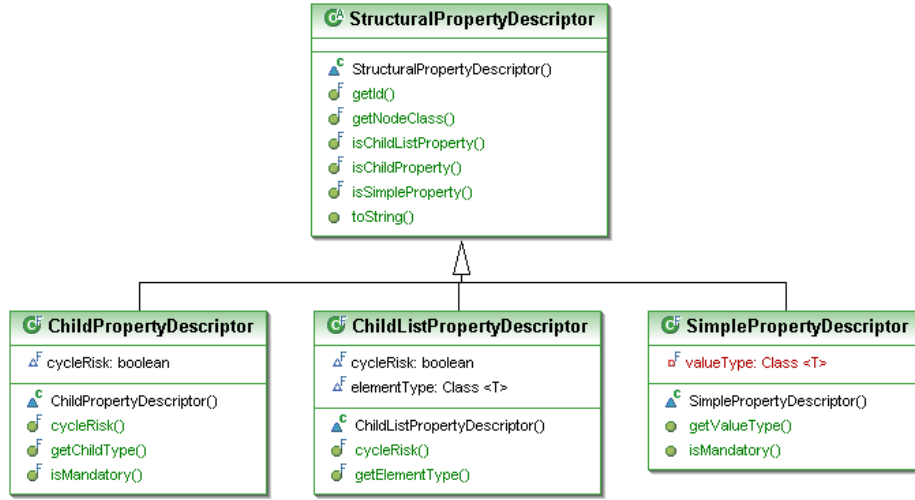 StructuralPropertyDescriptor
StructuralPropertyDescriptor()
getId()
getNodeClass()
isChildListProperty()
isChildProperty()
isSimpleProperty()
toString()
ChildPropertyDescriptor
cycleRisk: boolean
ChildPropertyDescriptor()
cycleRisk()
getChildType()
isMandatory()
ChildListPropertyDescriptor
cycleRisk: boolean
elementType: Class <T>
ChildListPropertyDescriptor()
cycleRisk()
getElementType()
SimplePropertyDescriptor
valueType: Class <T>
SimplePropertyDescriptor()
getValueType()
isMandatory()